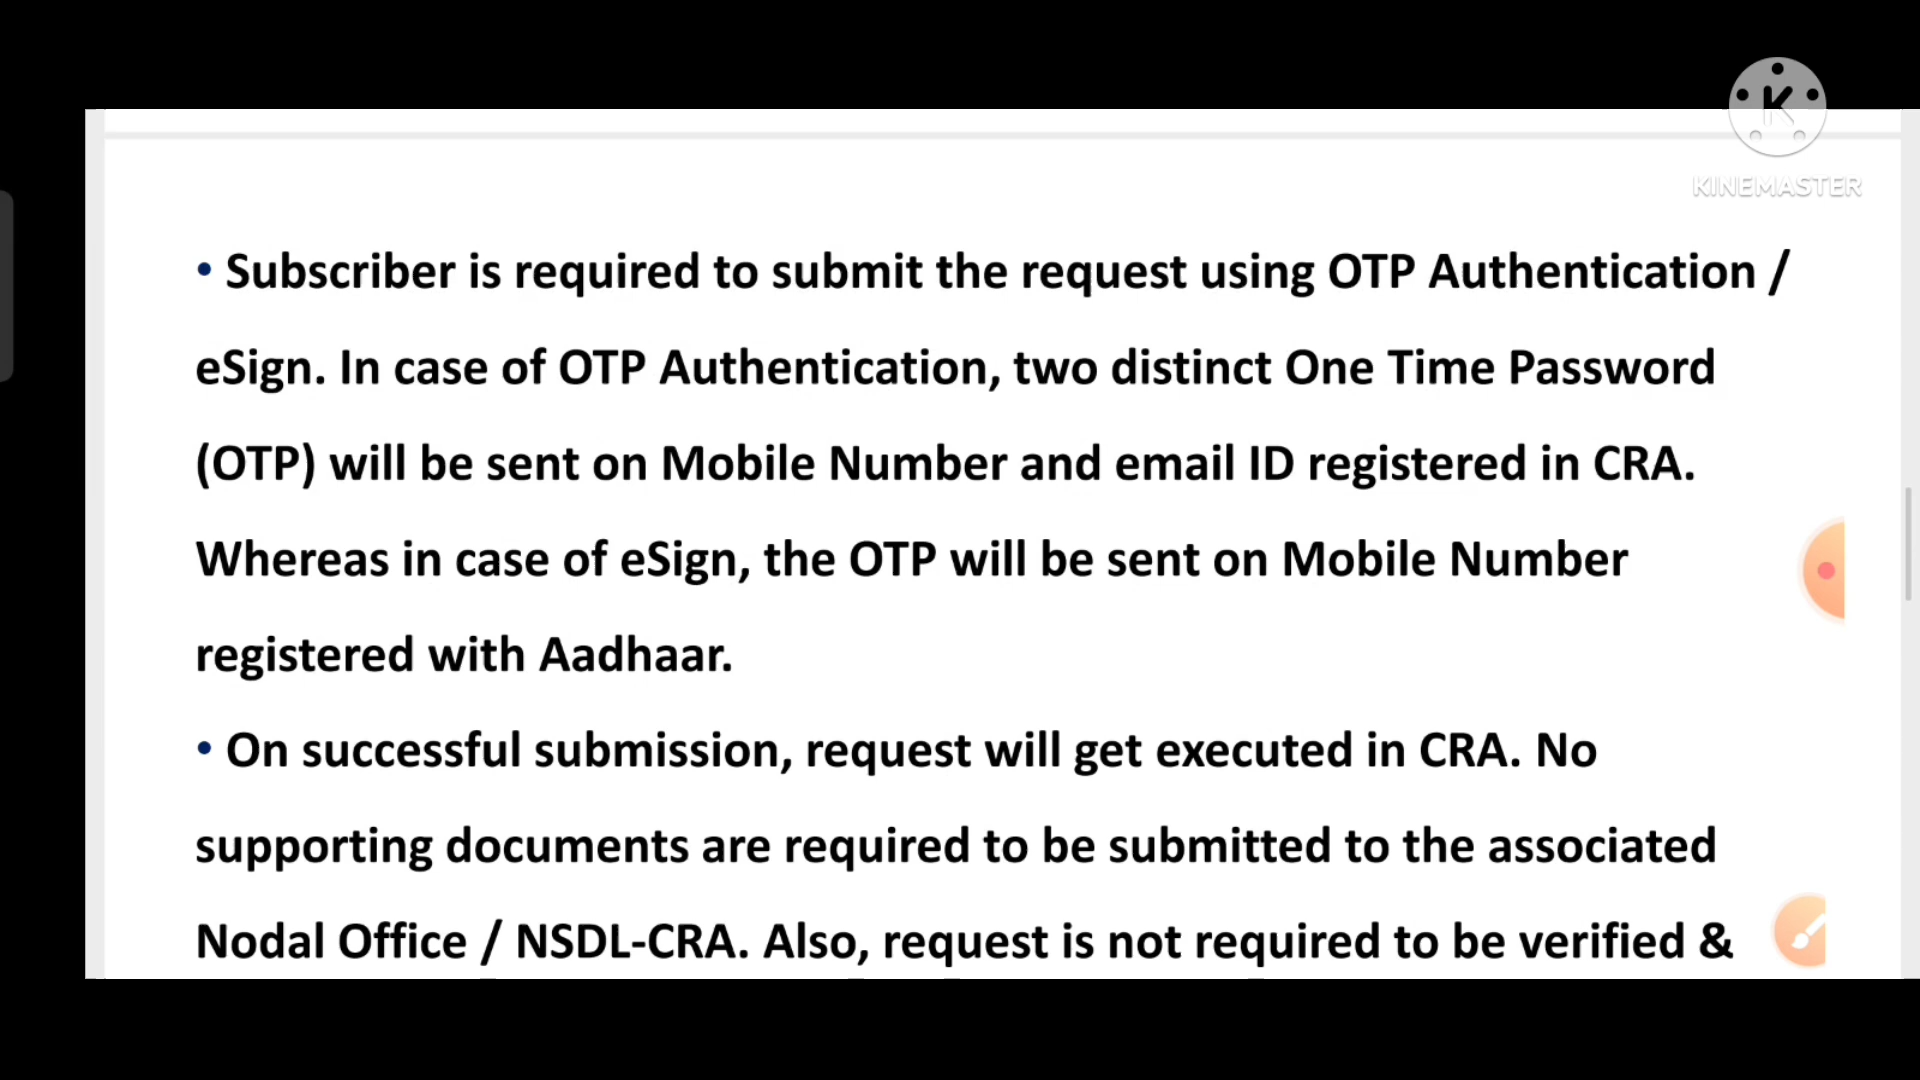 K
KINEMASTER
• Subscriber is required to submit the request using OTP Authentication /
eSign. In case of OTP Authentication, two distinct One Time Password
(OTP) will be sent on Mobile Number and email ID registered in CRA.
Whereas in case of eSign, the OTP will be sent on Mobile Number
registered with Aadhaar.
• On successful submission, request will get executed in CRA. No
supporting documents are required to be submitted to the associated
Nodal Office / NSDL-CRA. Also, request is not required to be verified &